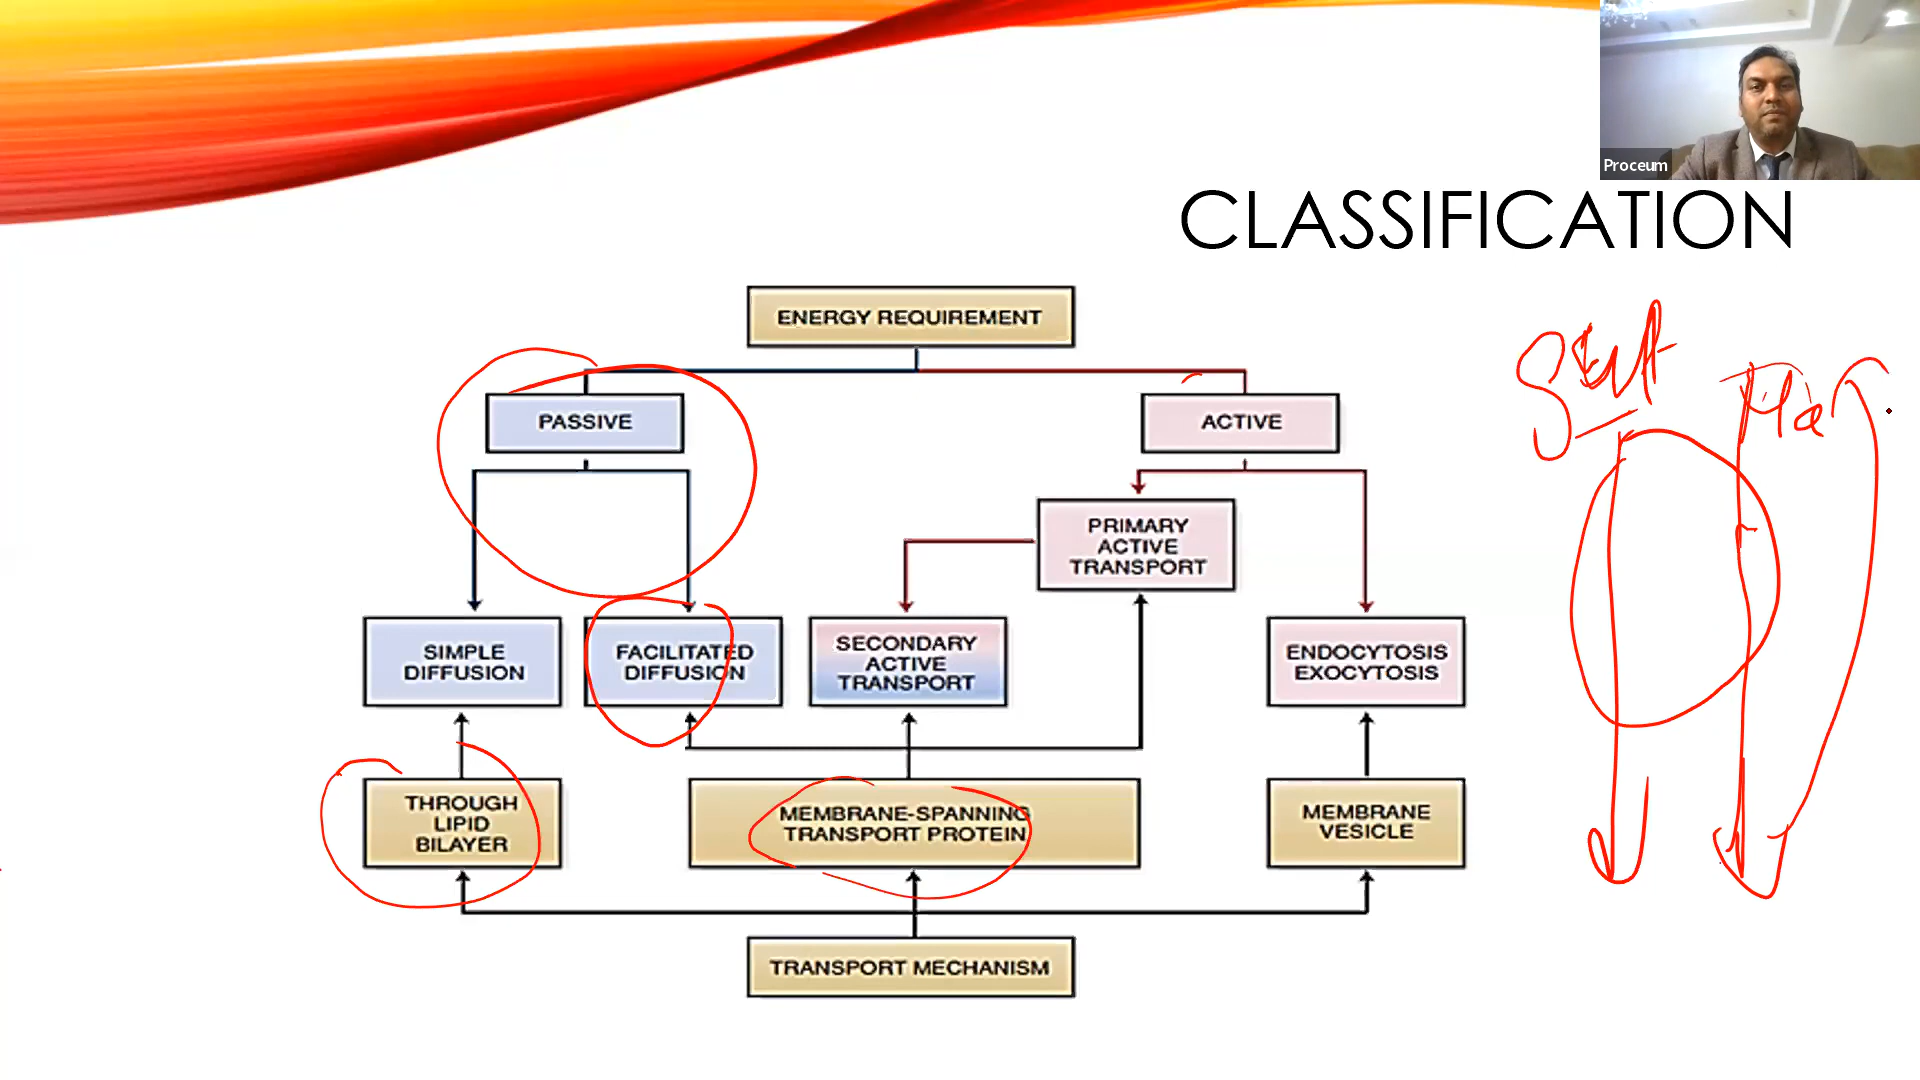 Proceum
CLASSIFICATION
ENERGY REQUIREMENT
PASSIVE
ACTIVE
PRIMARY
ACTIVE
TRANSPORT
SIMPLE
DIFFUSION
FACILITATED
DIFFUSION
SECONDARY
ACTIVE
TRANSPORT
ENDOCYTOSIS
EXOCYTOSIS
THROUGH
LIPID
BILAYER
MEMBRANE-SPANNING
TRANSPORT PROTEIN
MEMBRANE
VESICLE
TRANSPORT MECHANISM